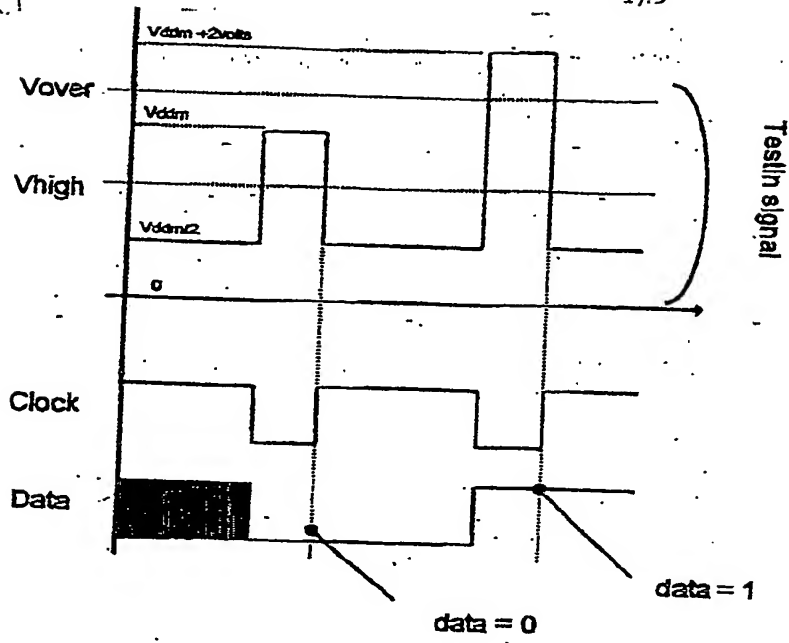 Vddm +2volts
Vover
Vddm
Vhigh
Vddm/2
0
Testin signal
Clock
Data
data = 1
data = 0